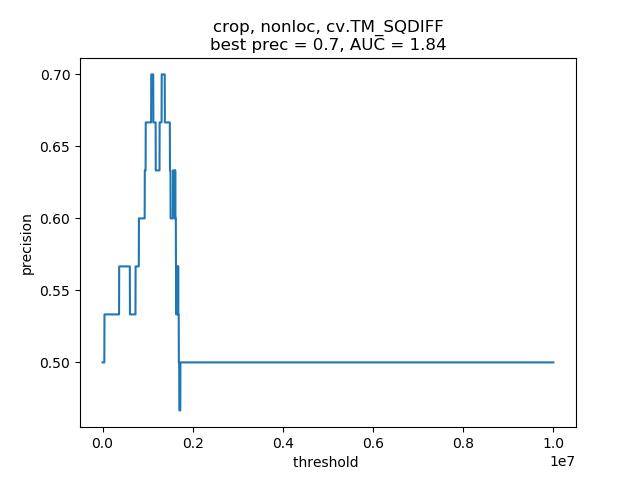 crop, nonloc, cv.TM_SQDIFF
best prec = 0.7, AUC = 1.84
0.70
0.65
0.60
0.55
0.50
precision
0.0
0.2
0.4
0.6
0.8
1.0
1e7
threshold